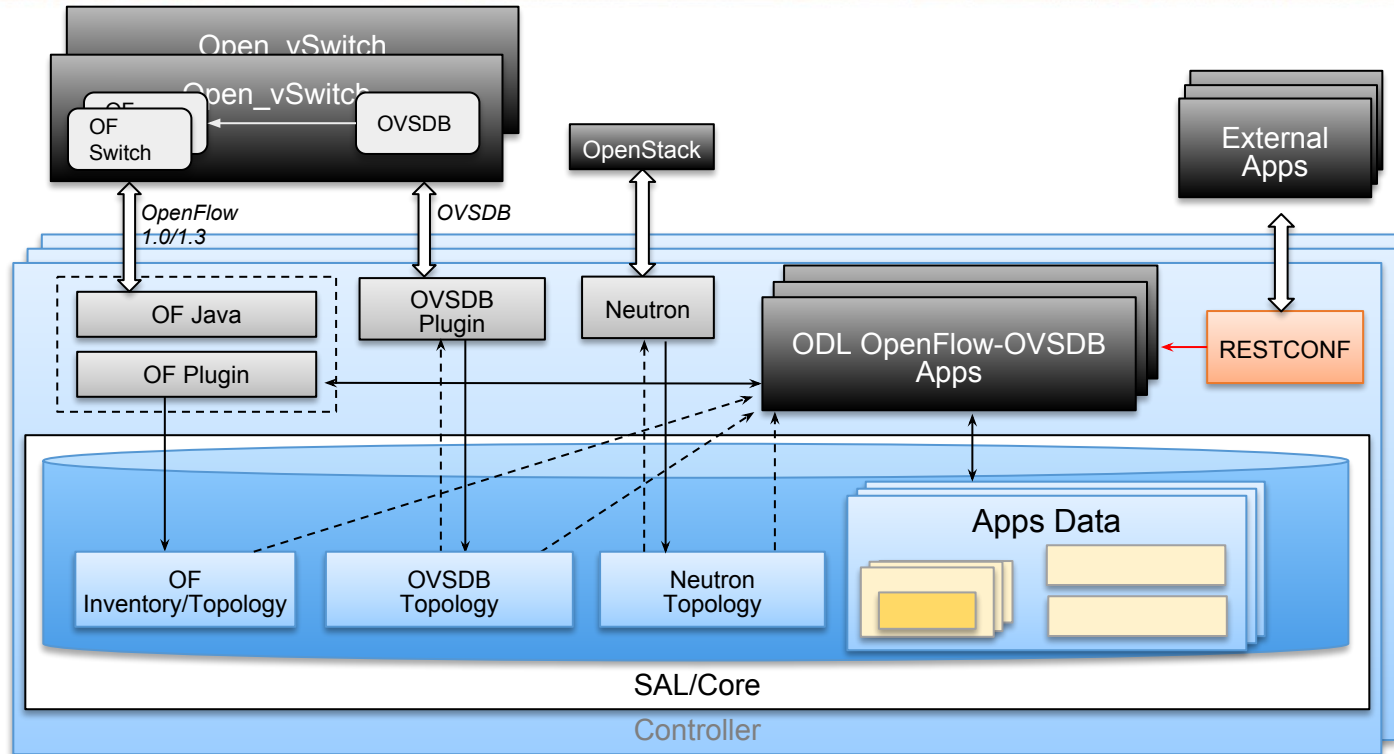 Open_vSwitch
Open_vSwitch
OF
OF
Switch
OVSDB
OpenStack
External
Apps
OpenFlow
1.0/1.3
OVSDB
OF Java
OF Plugin
OVSDB
Plugin
Neutron
ODL OpenFlow-OVSDB
Apps
RESTCONF
Apps Data
OF
Inventory/Topology
OVSDB
Topology
Neutron
Topology
SAL/Core
Controller